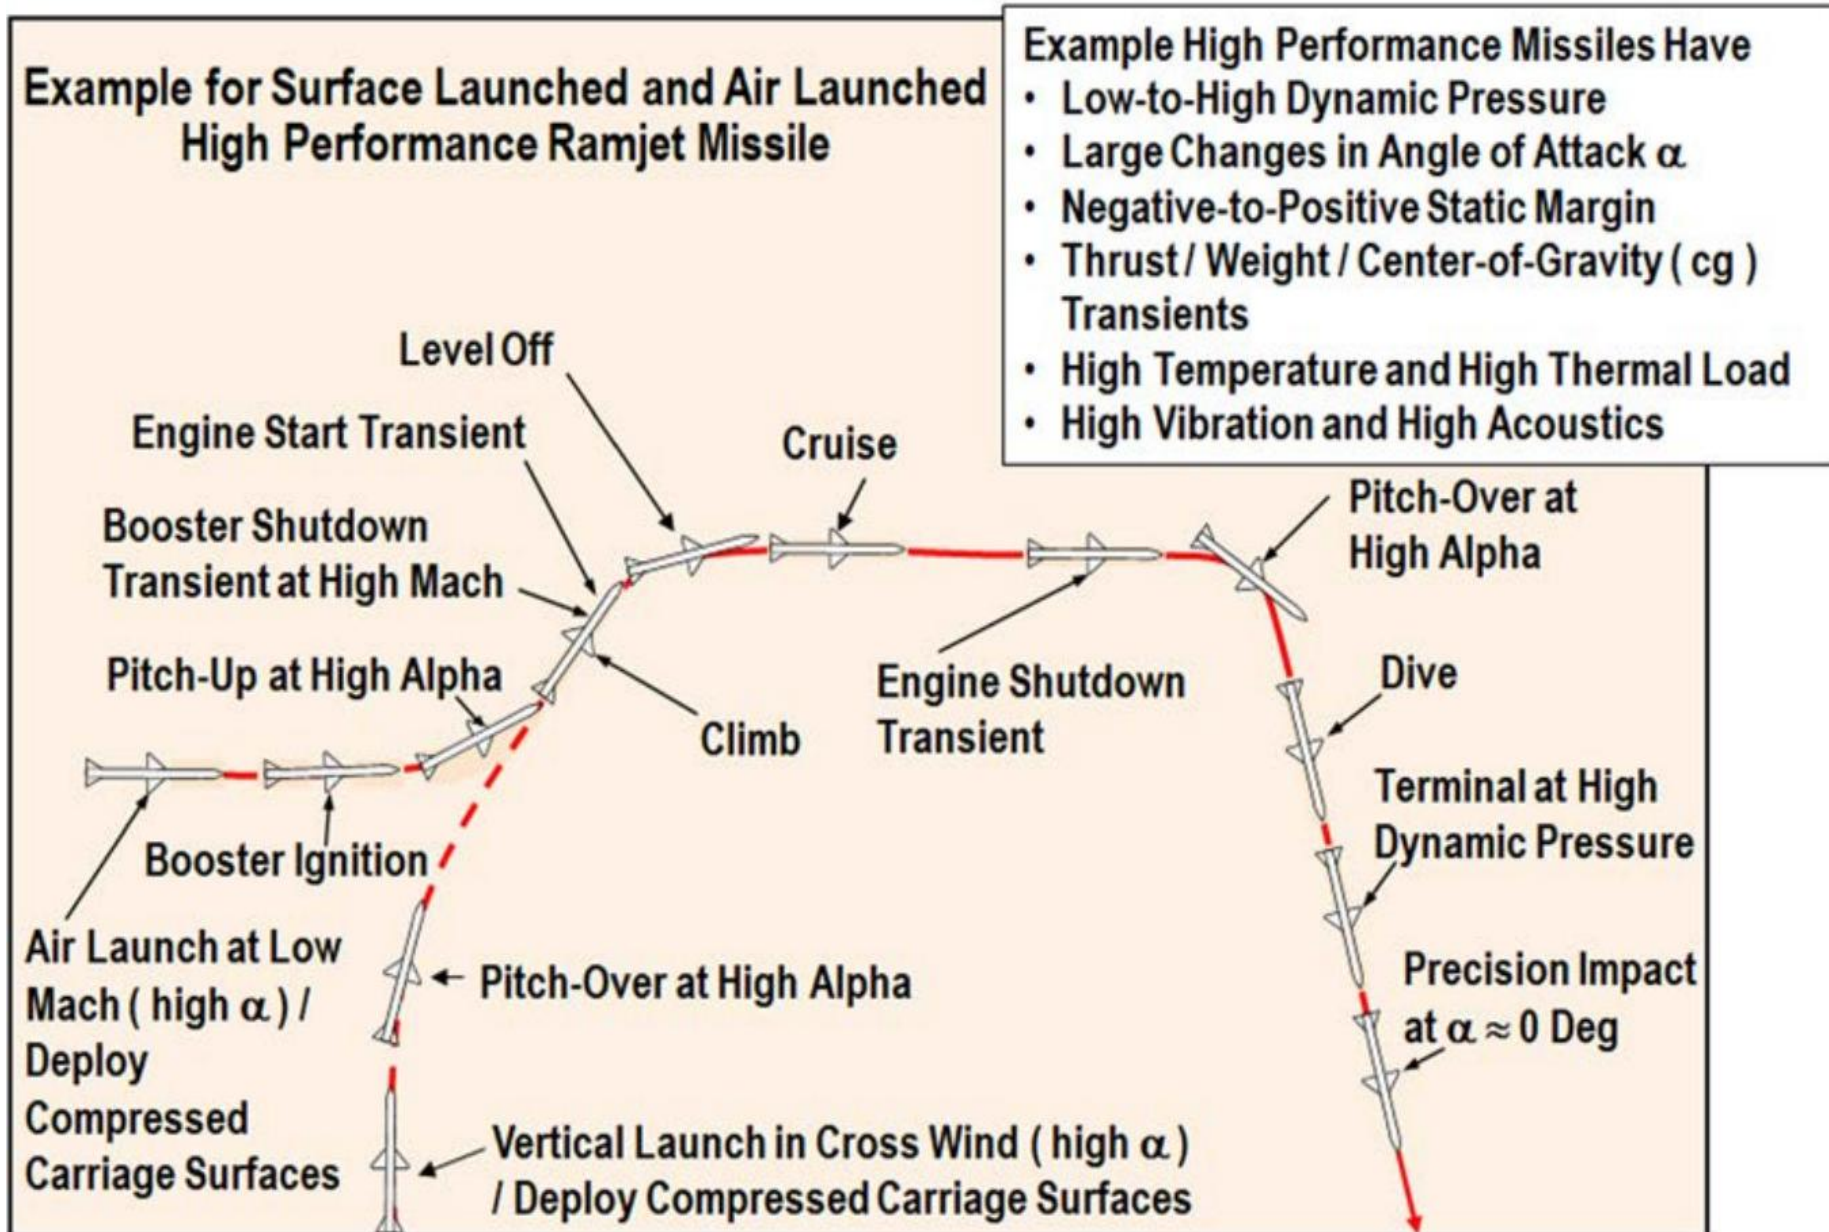 Example for Surface Launched and Air Launched
High Performance Ramjet Missile
Example High Performance Missiles Have
• Low-to-High Dynamic Pressure
• Large Changes in Angle of Attack α
• Negative-to-Positive Static Margin
• Thrust / Weight / Center-of-Gravity ( cg )
Transients
• High Temperature and High Thermal Load
• High Vibration and High Acoustics
Level Off
Engine Start Transient
Cruise
Booster Shutdown
Transient at High Mach
Pitch-Over at
High Alpha
Pitch-Up at High Alpha
Climb
Engine Shutdown
Transient
Dive
Booster Ignition
Terminal at High
Dynamic Pressure
Air Launch at Low
Mach ( high α ) /
Deploy
Compressed
Carriage Surfaces
Pitch-Over at High Alpha
Precision Impact
at α ≈ 0 Deg
Vertical Launch in Cross Wind ( high α )
/ Deploy Compressed Carriage Surfaces